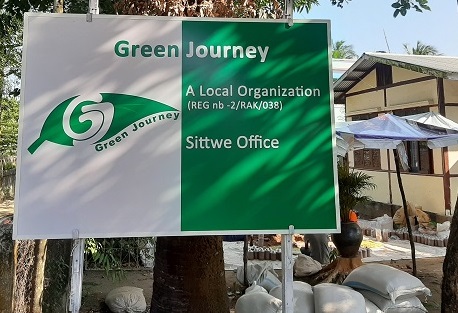 Green Journey
A Local Organization
(REG nb -2/RAK/038)
Green Journey
Sittwe Office